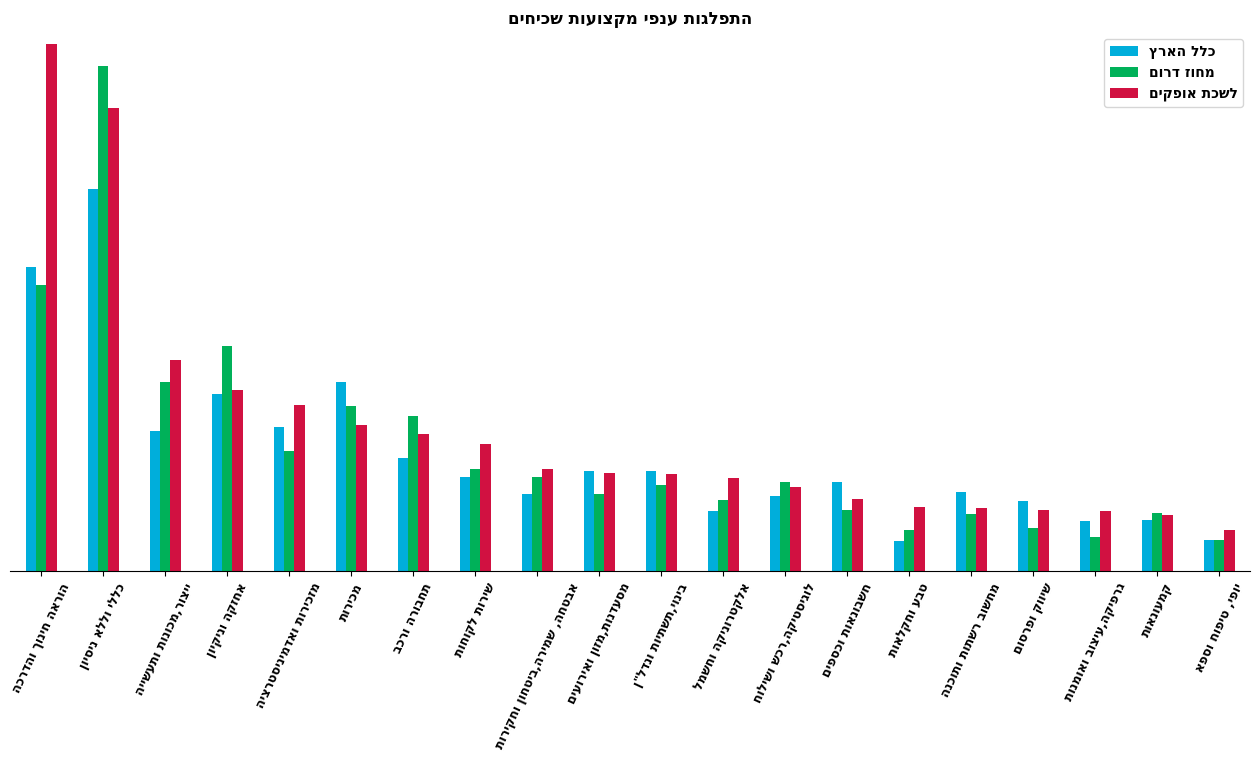 התפלגות ענפי מקצועות שכיחים
כלל הארץ
מחוז דרום
לשכת אופקים
הוראה חינוך והדרכה
כללי וללא ניסיון
ייצור,מכונות ותעשייה
אחזקה וניקיון
מזכירות ואדמיניסטרציה
מכירות
תחבורה ורכב
שירות לקוחות
אבטחה, שמירה,ביטחון וחקירות
מסעדנות,מזון ואירועים
בינוי,תשתיות ונדל"ן
אלקטרוניקה וחשמל
לוגיסטיקה,רכש ושילוח
חשבונאות וכספים
טבע וחקלאות
מחשוב רשתות ותוכנה
שיווק ופרסום
גרפיקה,עיצוב ואומנות
קמעונאות
יופי, טיפוח וספא